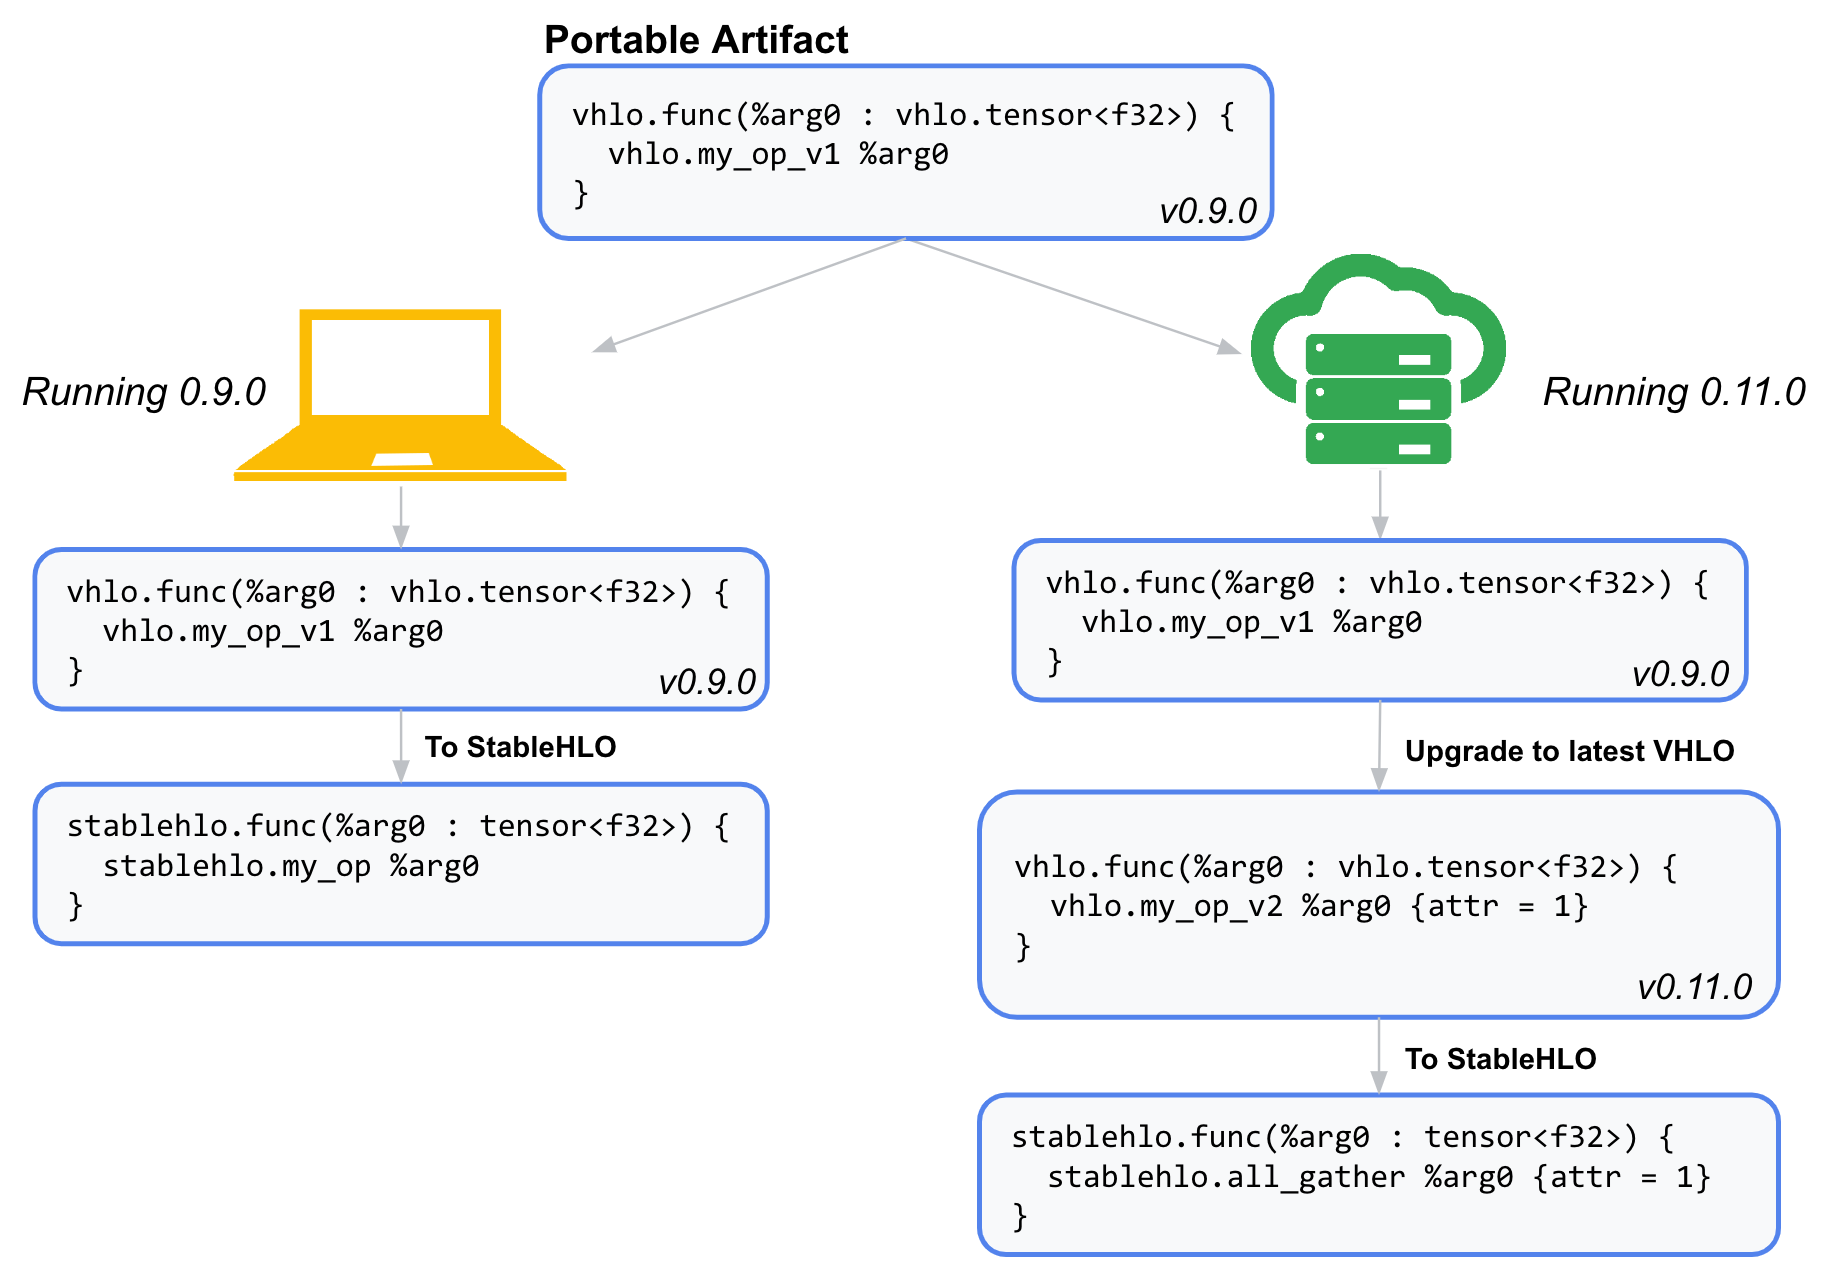 Portable Artifact
vhlo.func(%arg0 : vhlo.tensor<f32>) {
  vhlo.my_op_v1 %arg0
}
v0.9.0
Running 0.9.0
Running 0.11.0
vhlo.func(%arg0 : vhlo.tensor<f32>) {
  vhlo.my_op_v1 %arg0
}
v0.9.0
To StableHLO
stablehlo.func(%arg0 : tensor<f32>) {
  stablehlo.my_op %arg0
}
vhlo.func(%arg0 : vhlo.tensor<f32>) {
  vhlo.my_op_v1 %arg0
}
v0.9.0
Upgrade to latest VHLO
vhlo.func(%arg0 : vhlo.tensor<f32>) {
  vhlo.my_op_v2 %arg0 {attr = 1}
}
v0.11.0
To StableHLO
stablehlo.func(%arg0 : tensor<f32>) {
  stablehlo.all_gather %arg0 {attr = 1}
}